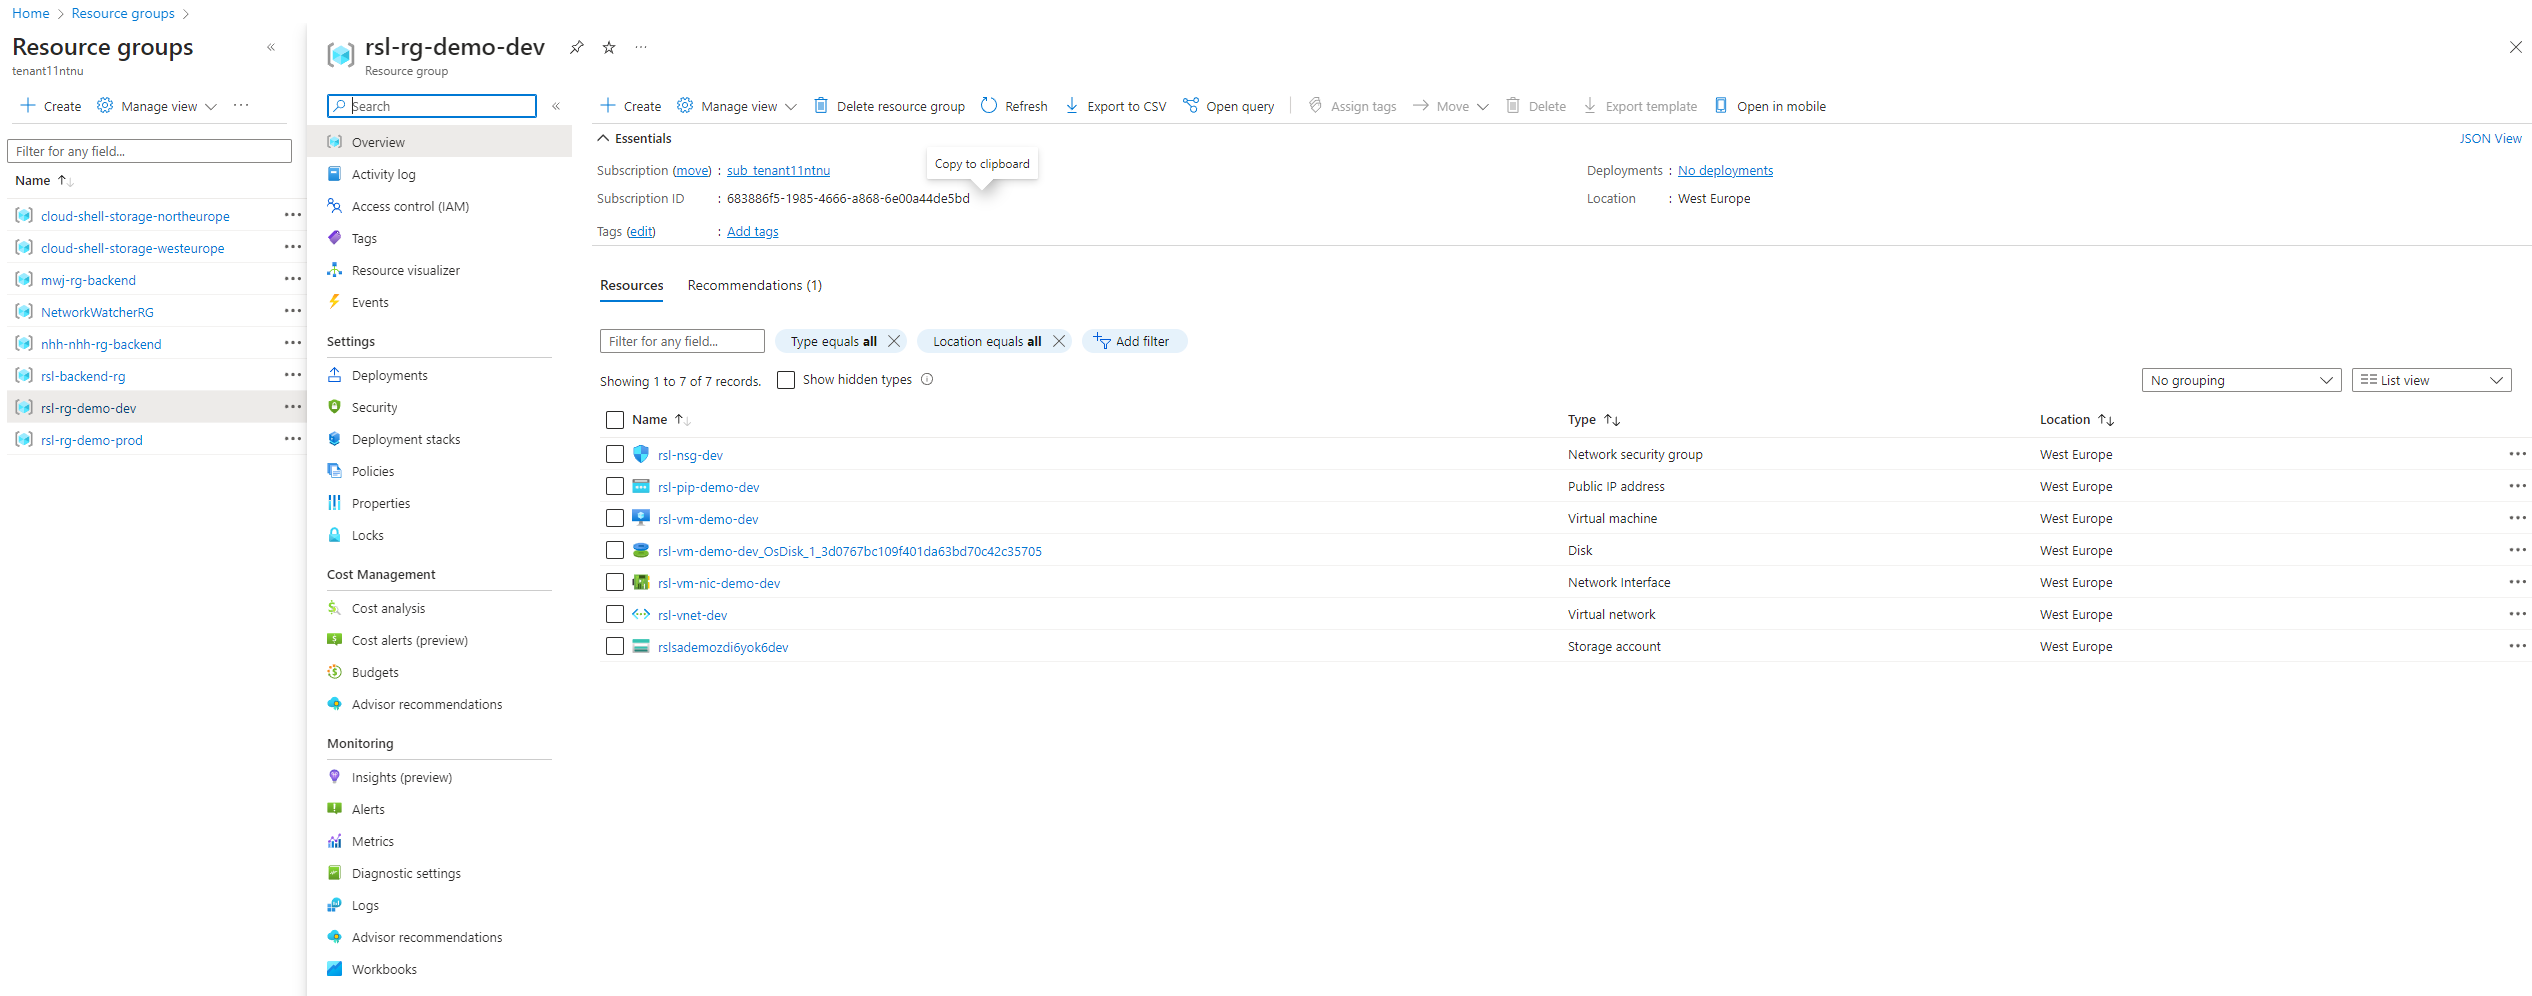 Home > Resource groups >
Resource groups
tenant11ntnu
Create Manage view
Filter for any field...
Name
cloud-shell-storage-northeurope
cloud-shell-storage-westeurope
mwj-rg-backend
NetworkWatcherRG
nhh-nhh-rg-backend
rsl-backend-rg
rsl-rg-demo-dev
rsl-rg-demo-prod
rsl-rg-demo-dev
Resource group
Search
Overview
Activity log
Access control (IAM)
Tags
Resource visualizer
Events
Settings
Deployments
Security
Deployment stacks
Policies
Properties
Locks
Cost Management
Cost analysis
Cost alerts (preview)
Budgets
Advisor recommendations
Monitoring
Insights (preview)
Alerts
Metrics
Diagnostic settings
Logs
Advisor recommendations
Workbooks
Create Manage view Delete resource group Refresh Export to CSV Open query Assign tags Move Delete Export template Open in mobile
Essentials JSON View
Copy to clipboard
Subscription (move) : sub_tenant11ntnu Deployments : No deployments
Subscription ID : 683886f5-1985-4666-a868-6e00a44de5bd Location : West Europe
Tags (edit) : Add tags
Resources Recommendations (1)
Filter for any field... Type equals all Location equals all Add filter
Showing 1 to 7 of 7 records. Show hidden types No grouping List view
Name Type Location
rsl-nsg-dev Network security group West Europe
rsl-pip-demo-dev Public IP address West Europe
rsl-vm-demo-dev Virtual machine West Europe
rsl-vm-demo-dev_OsDisk_1_3d0767bc109f401da63bd70c42c35705 Disk West Europe
rsl-vm-nic-demo-dev Network Interface West Europe
rsl-vnet-dev Virtual network West Europe
rslsademozdi6yok6dev Storage account West Europe